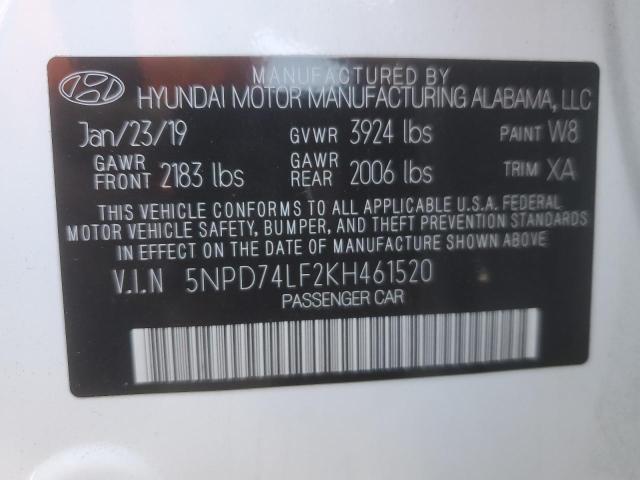 MANUFACTURED BY
HYUNDAI MOTOR MANUFACTURING ALABAMA, LLC
Jan/23/19 GVWR 3924 lbs PAINT W8
GAWR FRONT 2183 lbs GAWR REAR 2006 lbs TRIM XA
THIS VEHICLE CONFORMS TO ALL APPLICABLE U.S.A. FEDERAL
MOTOR VEHICLE SAFETY, BUMPER, AND THEFT PREVENTION STANDARDS
IN EFFECT ON THE DATE OF MANUFACTURE SHOWN ABOVE.
V.I.N 5NPD74LF2KH461520
PASSENGER CAR